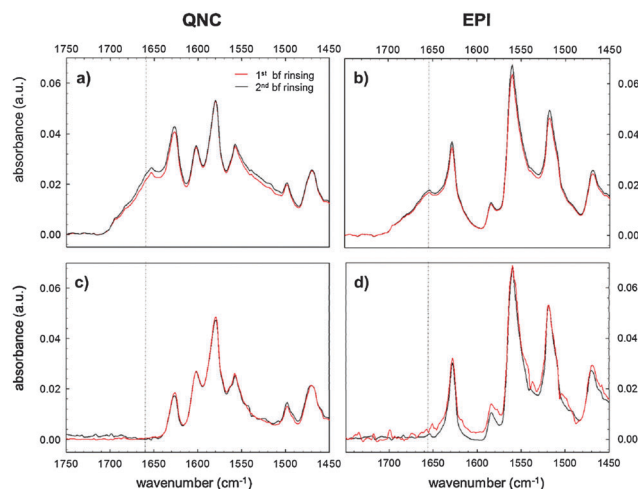 QNC EPI
1750 1700 1650 1600 1550 1500 1450 1700 1650 1600 1550 1500 1450
a) 1st bf rinsing
2nd bf rinsing
b)
absorbance (a.u.)
0.06 0.06
0.04 0.04
0.02 0.02
0.00 0.00
c) d)
absorbance (a.u.)
0.06 0.06
0.04 0.04
0.02 0.02
0.00 0.00
1750 1700 1650 1600 1550 1500 1450 1700 1650 1600 1550 1500 1450
wavenumber (cm-1) wavenumber (cm-1)